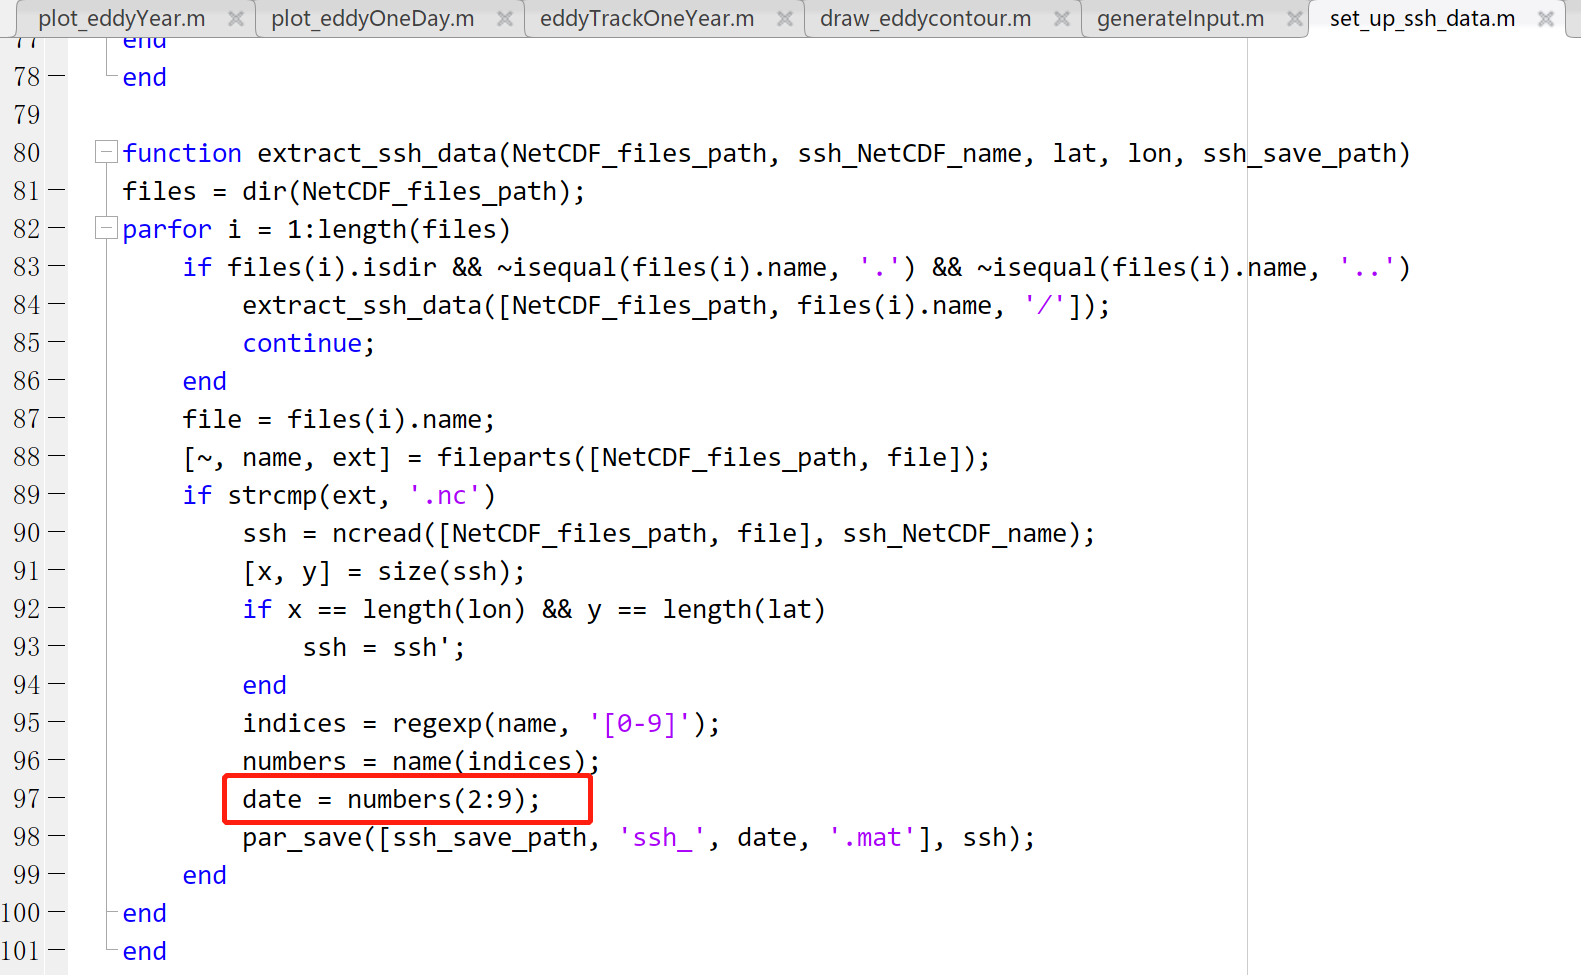 plot_eddyYear.m plot_eddyOneDay.m eddyTrackOneYear.m draw_eddycontour.m generateInput.m set_up_ssh_data.m
77 end
78 end
79
80 function extract_ssh_data(NetCDF_files_path, ssh_NetCDF_name, lat, lon, ssh_save_path)
81 files = dir(NetCDF_files_path);
82 parfor i = 1:length(files)
83 if files(i).isdir && ~isequal(files(i).name, '.') && ~isequal(files(i).name, '..')
84 extract_ssh_data([NetCDF_files_path, files(i).name, '/']);
85 continue;
86 end
87 file = files(i).name;
88 [~, name, ext] = fileparts([NetCDF_files_path, file]);
89 if strcmp(ext, '.nc')
90 ssh = ncread([NetCDF_files_path, file], ssh_NetCDF_name);
91 [x, y] = size(ssh);
92 if x == length(lon) && y == length(lat)
93 ssh = ssh';
94 end
95 indices = regexp(name, '[0-9]');
96 numbers = name(indices);
97 date = numbers(2:9);
98 par_save([ssh_save_path, 'ssh_', date, '.mat'], ssh);
99 end
100 end
101 end